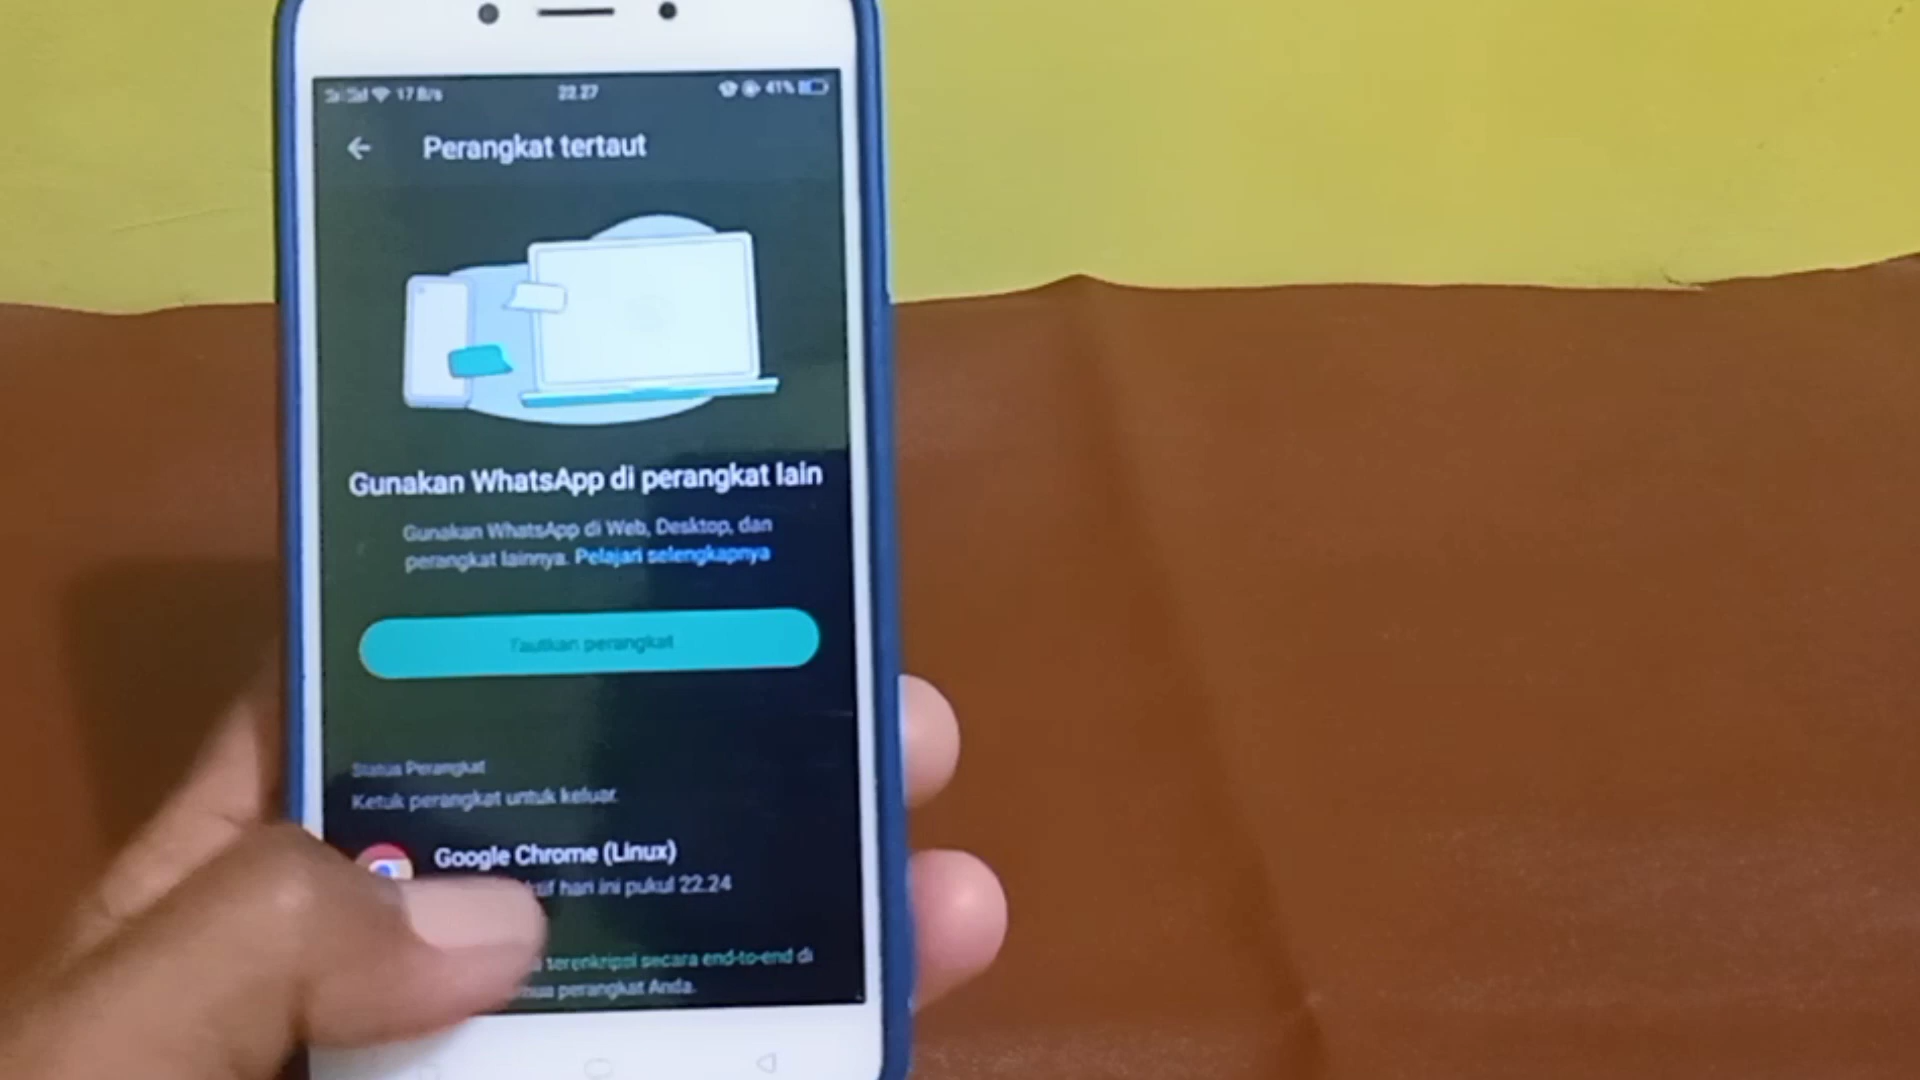 17 B/s 22.27 41%
Perangkat tertaut
Gunakan WhatsApp di perangkat lain
Gunakan WhatsApp di Web, Desktop, dan
perangkat lainnya. Pelajari selengkapnya
Tautkan perangkat
Status Perangkat
Ketuk perangkat untuk keluar.
Google Chrome (Linux)
hari ini pukul 22.24
terenkripsi secara end-to-end di
perangkat Anda.